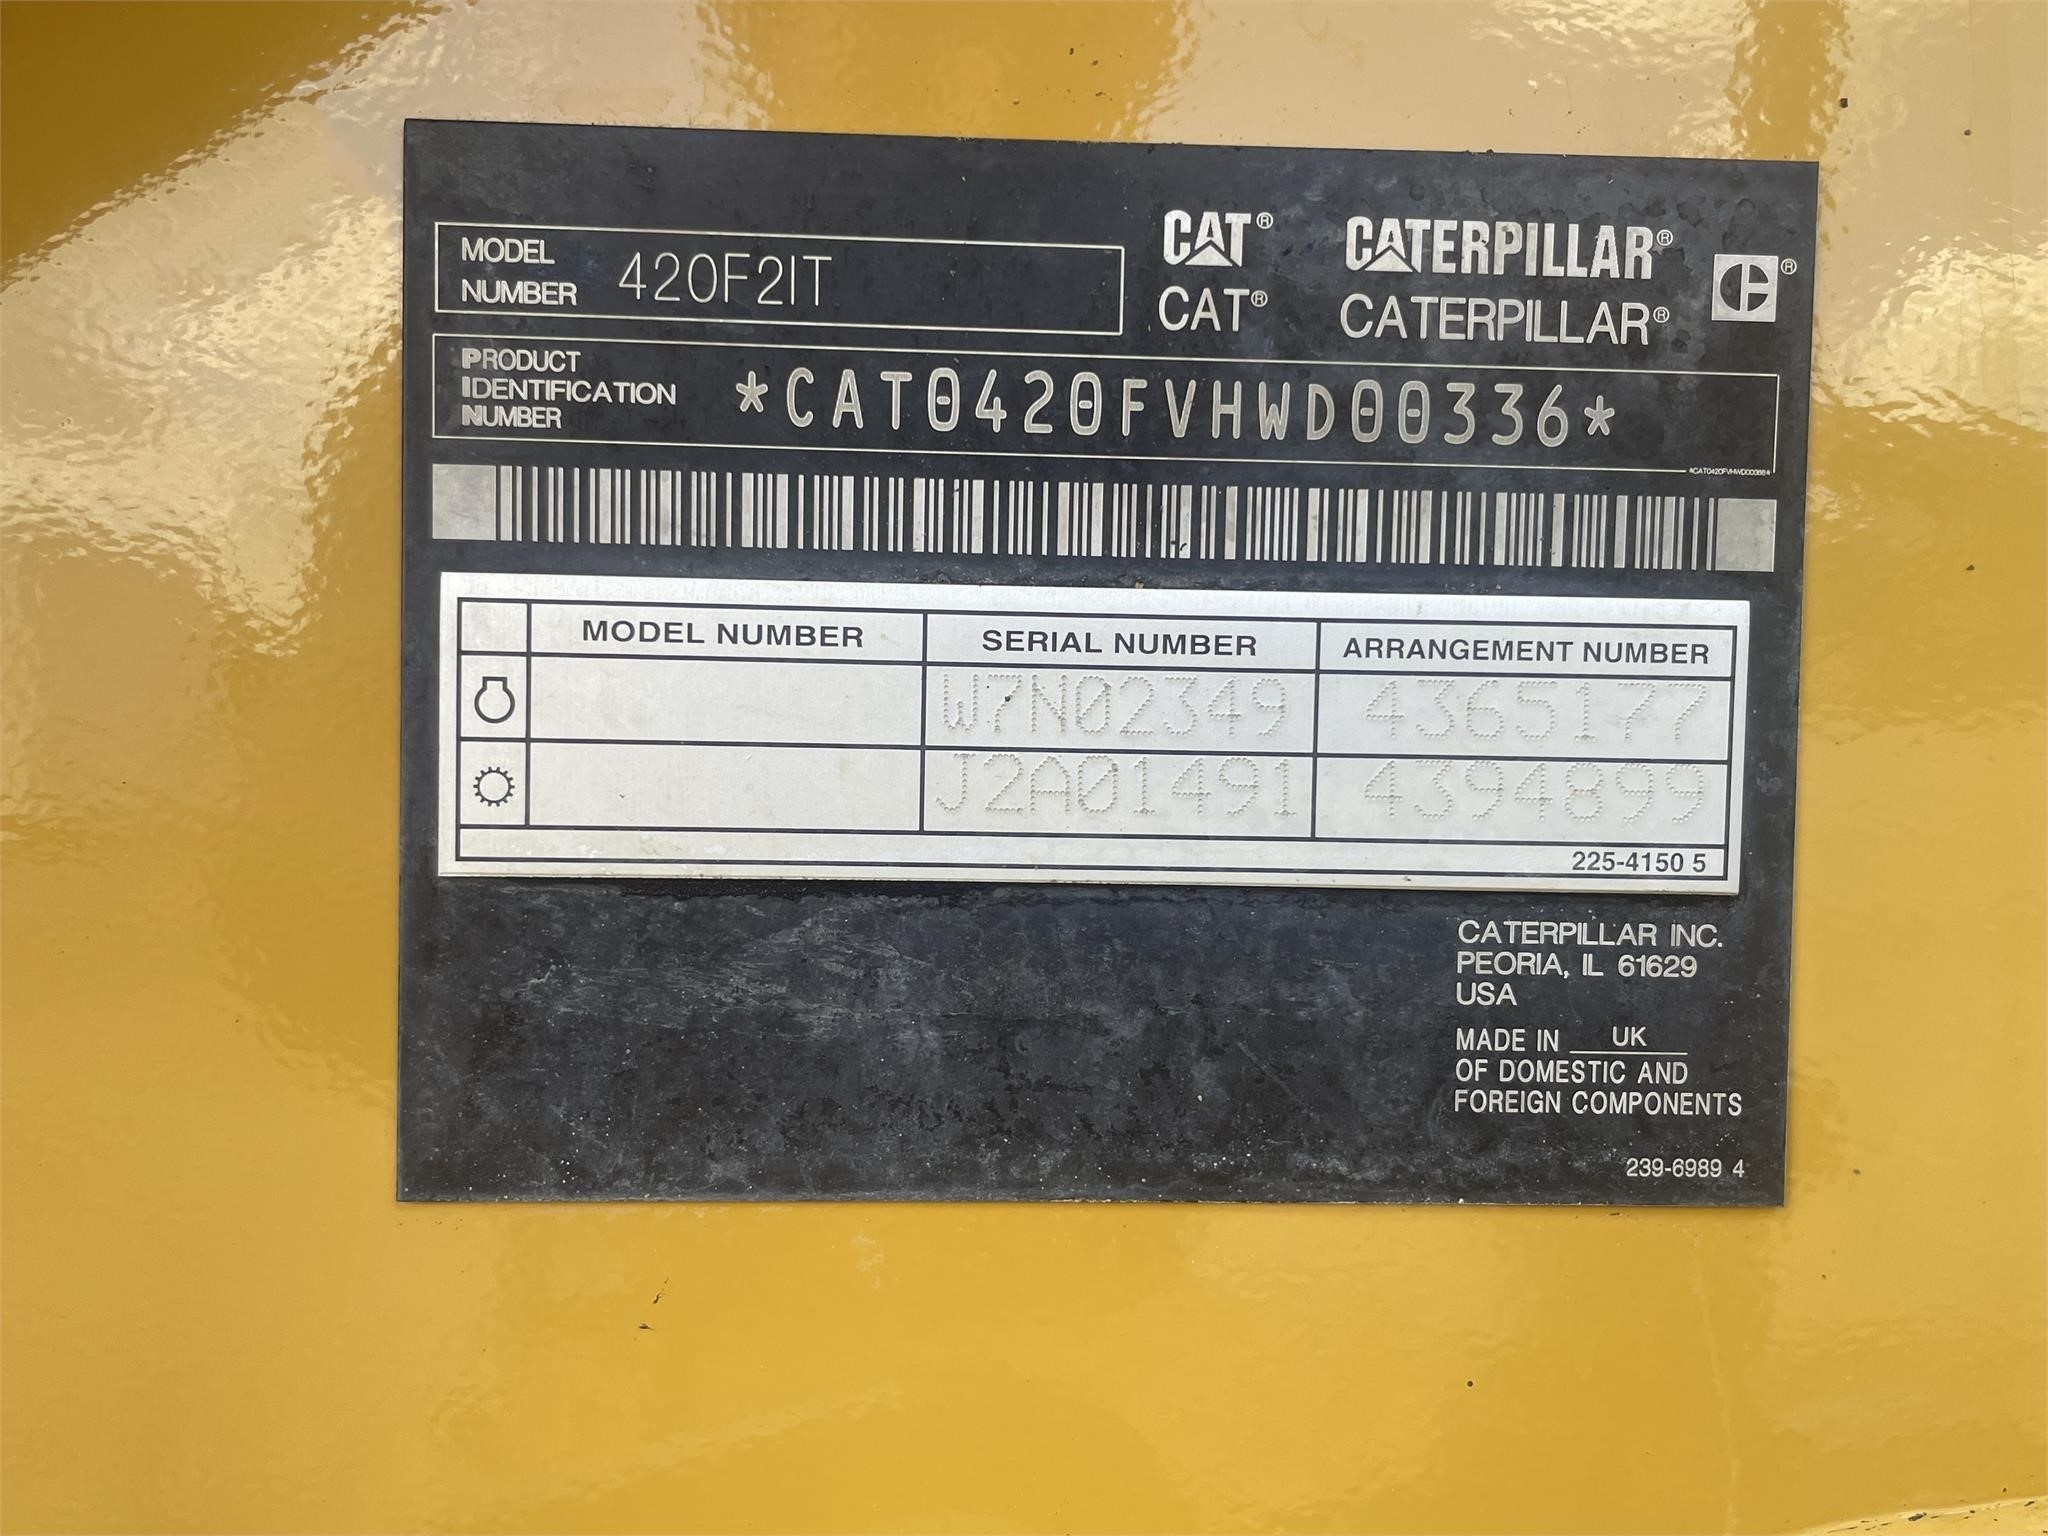 MODEL
NUMBER 420F2IT
CAT® CATERPILLAR®
CAT® CATERPILLAR®
PRODUCT
IDENTIFICATION
NUMBER
*CAT0420FVHWD00336*
MODEL NUMBER SERIAL NUMBER ARRANGEMENT NUMBER
W7N02349 4365177
J2A01491 4394899
225-4150 5
CATERPILLAR INC.
PEORIA, IL 61629
USA
MADE IN UK
OF DOMESTIC AND
FOREIGN COMPONENTS
239-6989 4